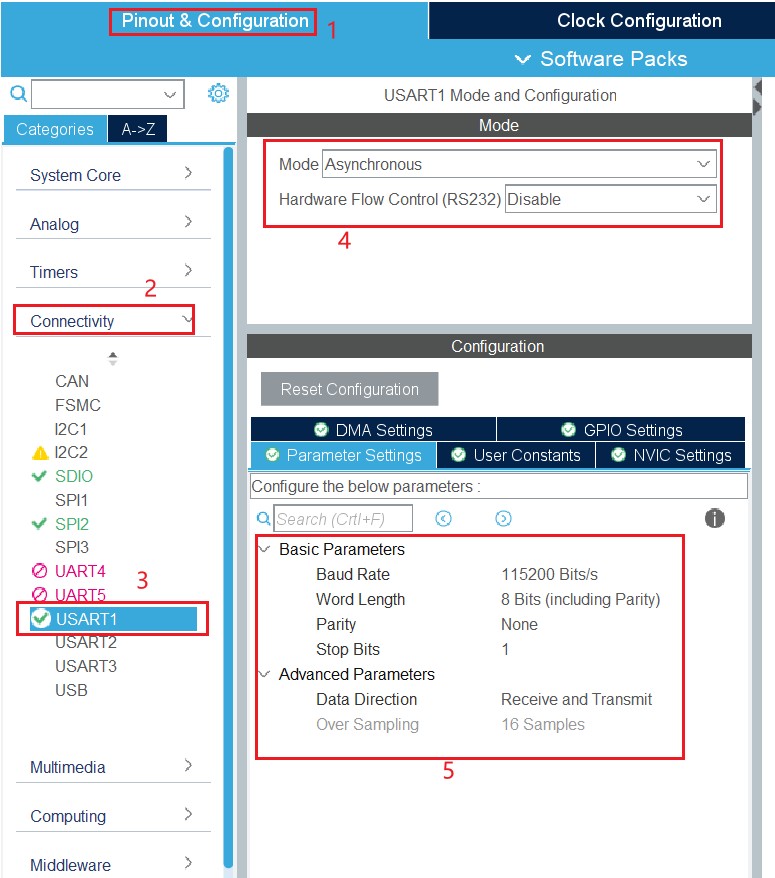 Pinout & Configuration 1 Clock Configuration
Software Packs
USART1 Mode and Configuration
Categories A->Z
Mode
System Core
Mode Asynchronous
Hardware Flow Control (RS232) Disable
4
Analog
Timers
2
Connectivity
Configuration
CAN
Reset Configuration
FSMC
I2C1
DMA Settings GPIO Settings
I2C2
Parameter Settings User Constants NVIC Settings
SDIO
Configure the below parameters :
SPI1
SPI2
Search (CrtI+F)
SPI3
Basic Parameters
UART4
3
Baud Rate 115200 Bits/s
UART5
Word Length 8 Bits (including Parity)
USART1
Parity None
USART2
Stop Bits 1
USART3
Advanced Parameters
USB
Data Direction Receive and Transmit
Over Sampling 16 Samples
5
Multimedia
Computing
Middleware